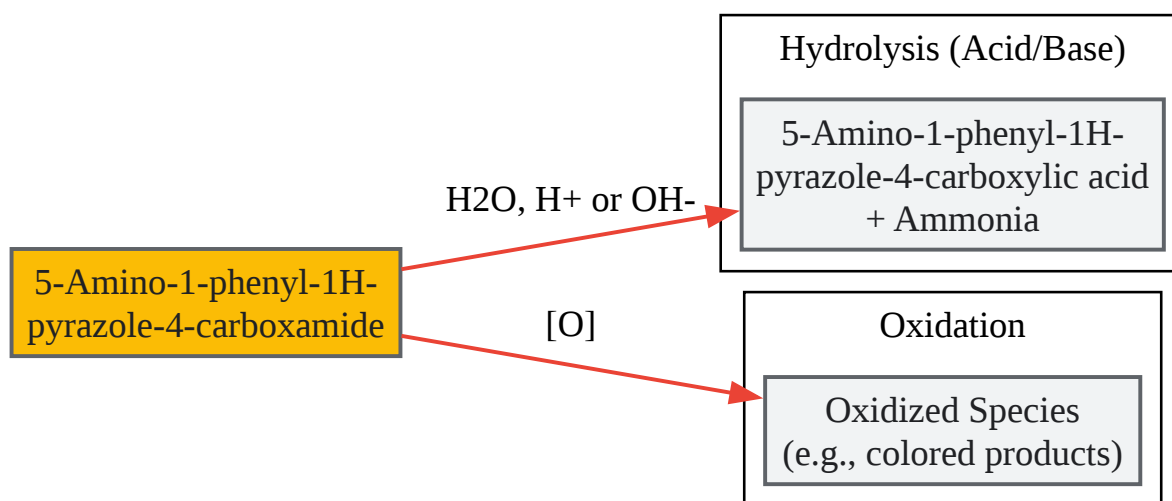 Hydrolysis (Acid/Base)
5-Amino-1-phenyl-1H-
pyrazole-4-carboxylic acid
+ Ammonia
H2O, H+ or OH-
5-Amino-1-phenyl-1H-
pyrazole-4-carboxamide
[O]
Oxidation
Oxidized Species
(e.g., colored products)